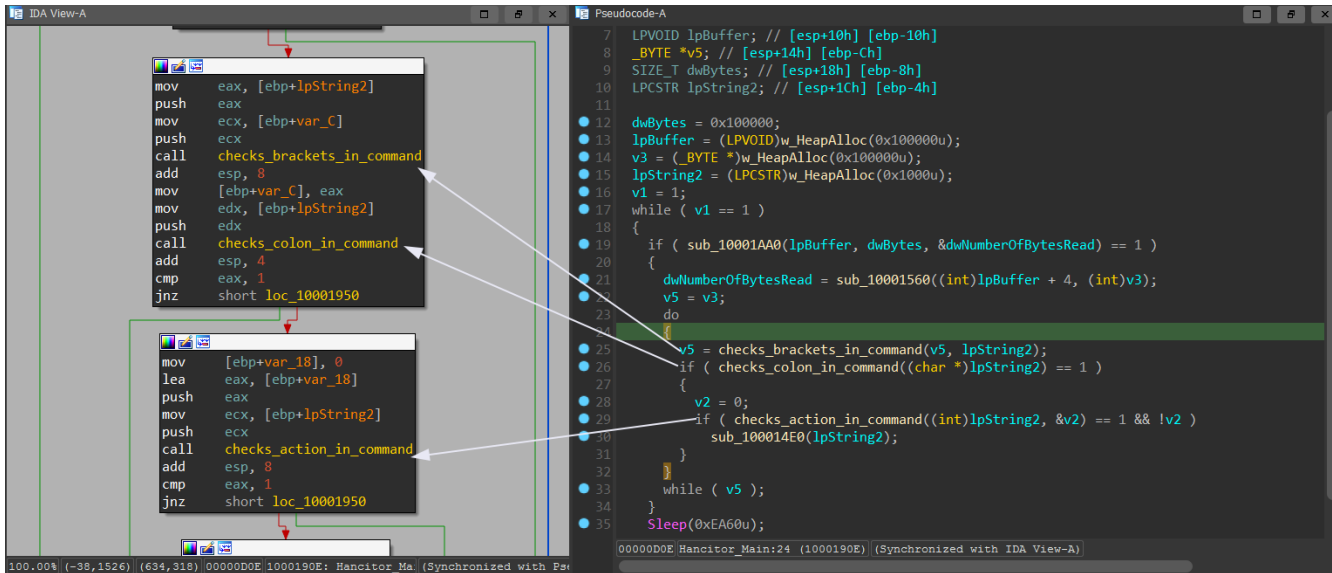 IDA View-A
mov eax, [ebp+lpString2]
push eax
mov ecx, [ebp+var_C]
push ecx
call checks_brackets_in_command
add esp, 8
mov [ebp+var_C], eax
mov edx, [ebp+lpString2]
push edx
call checks_colon_in_command
add esp, 4
cmp eax, 1
jnz short loc_10001950
mov [ebp+var_18], 0
lea eax, [ebp+var_18]
push eax
mov ecx, [ebp+lpString2]
push ecx
call checks_action_in_command
add esp, 8
cmp eax, 1
jnz short loc_10001950
100.00% (-38,1526) (634,318) 00000D0E 1000190E: Hancitor_Ma (Synchronized with Pse
Pseudocode-A
7 LPVOID lpBuffer; // [esp+10h] [ebp-10h]
8 _BYTE *v5; // [esp+14h] [ebp-Ch]
9 SIZE_T dwBytes; // [esp+18h] [ebp-8h]
10 LPCSTR lpString2; // [esp+1Ch] [ebp-4h]
11
12 dwBytes = 0x100000;
13 lpBuffer = (LPVOID)w_HeapAlloc(0x100000u);
14 v3 = (_BYTE *)w_HeapAlloc(0x100000u);
15 lpString2 = (LPCSTR)w_HeapAlloc(0x1000u);
16 v1 = 1;
17 while ( v1 == 1 )
18 {
19 if ( sub_10001AA0(lpBuffer, dwBytes, &dwNumberOfBytesRead) == 1 )
20 {
21 dwNumberOfBytesRead = sub_10001560((int)lpBuffer + 4, (int)v3);
22 v5 = v3;
23 do
24 {
25 v5 = checks_brackets_in_command(v5, lpString2);
26 if ( checks_colon_in_command((char *)lpString2) == 1 )
27 {
28 v2 = 0;
29 if ( checks_action_in_command((int)lpString2, &v2) == 1 && !v2 )
30 sub_100014E0(lpString2);
31 }
32 }
33 while ( v5 );
34 }
35 Sleep(0xEA60u);
00000D0E Hancitor_Main:24 (1000190E) (Synchronized with IDA View-A)